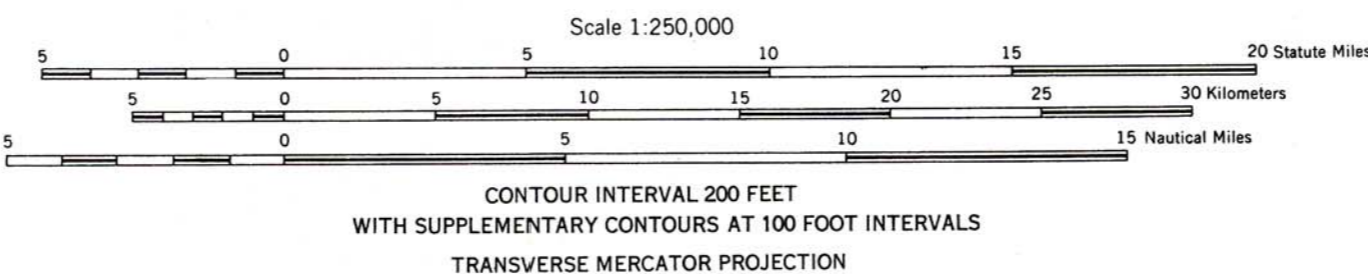 Scale 1:250,000
5 0 5 10 15 20 Statute Miles
5 0 5 10 15 20 25 30 Kilometers
5 0 5 10 15 Nautical Miles
CONTOUR INTERVAL 200 FEET
WITH SUPPLEMENTARY CONTOURS AT 100 FOOT INTERVALS
TRANSVERSE MERCATOR PROJECTION